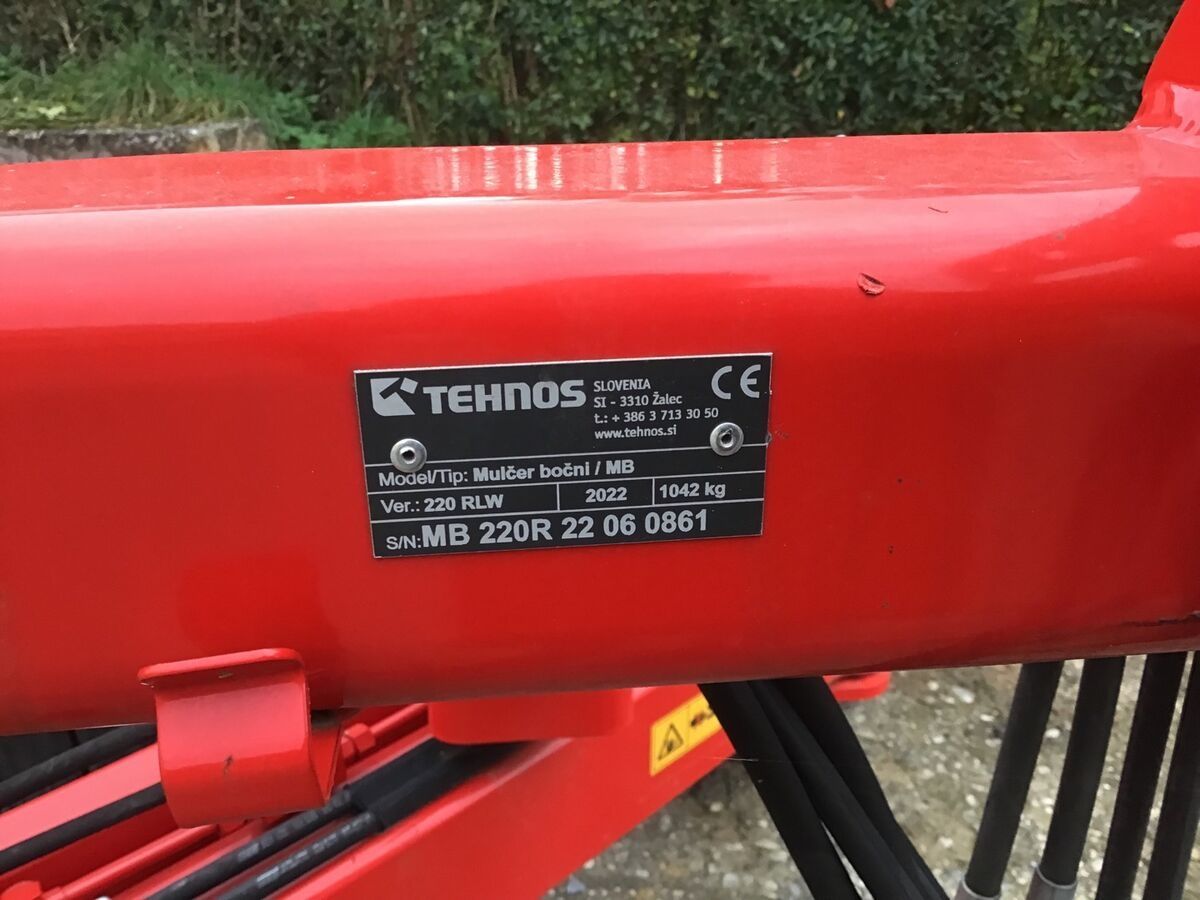 TEHNOS
SLOVENIA
SI - 3310 Žalec
t.: + 386 3 713 30 50
www.tehnos.si
CE
Model/Tip: Mulčer bočni / MB
Ver.: 220 RLW 2022 1042 kg
S/N: MB 220R 22 06 0861